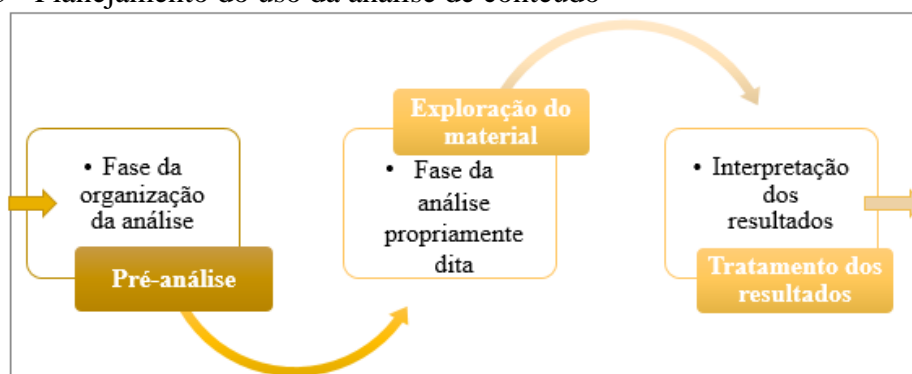 Planejamento do uso da análise de conteúdo
• Fase da
organização
da análise
Pré-análise
Exploração do
material
• Fase da
análise
propriamente
dita
• Interpretação
dos
resultados
Tratamento dos
resultados